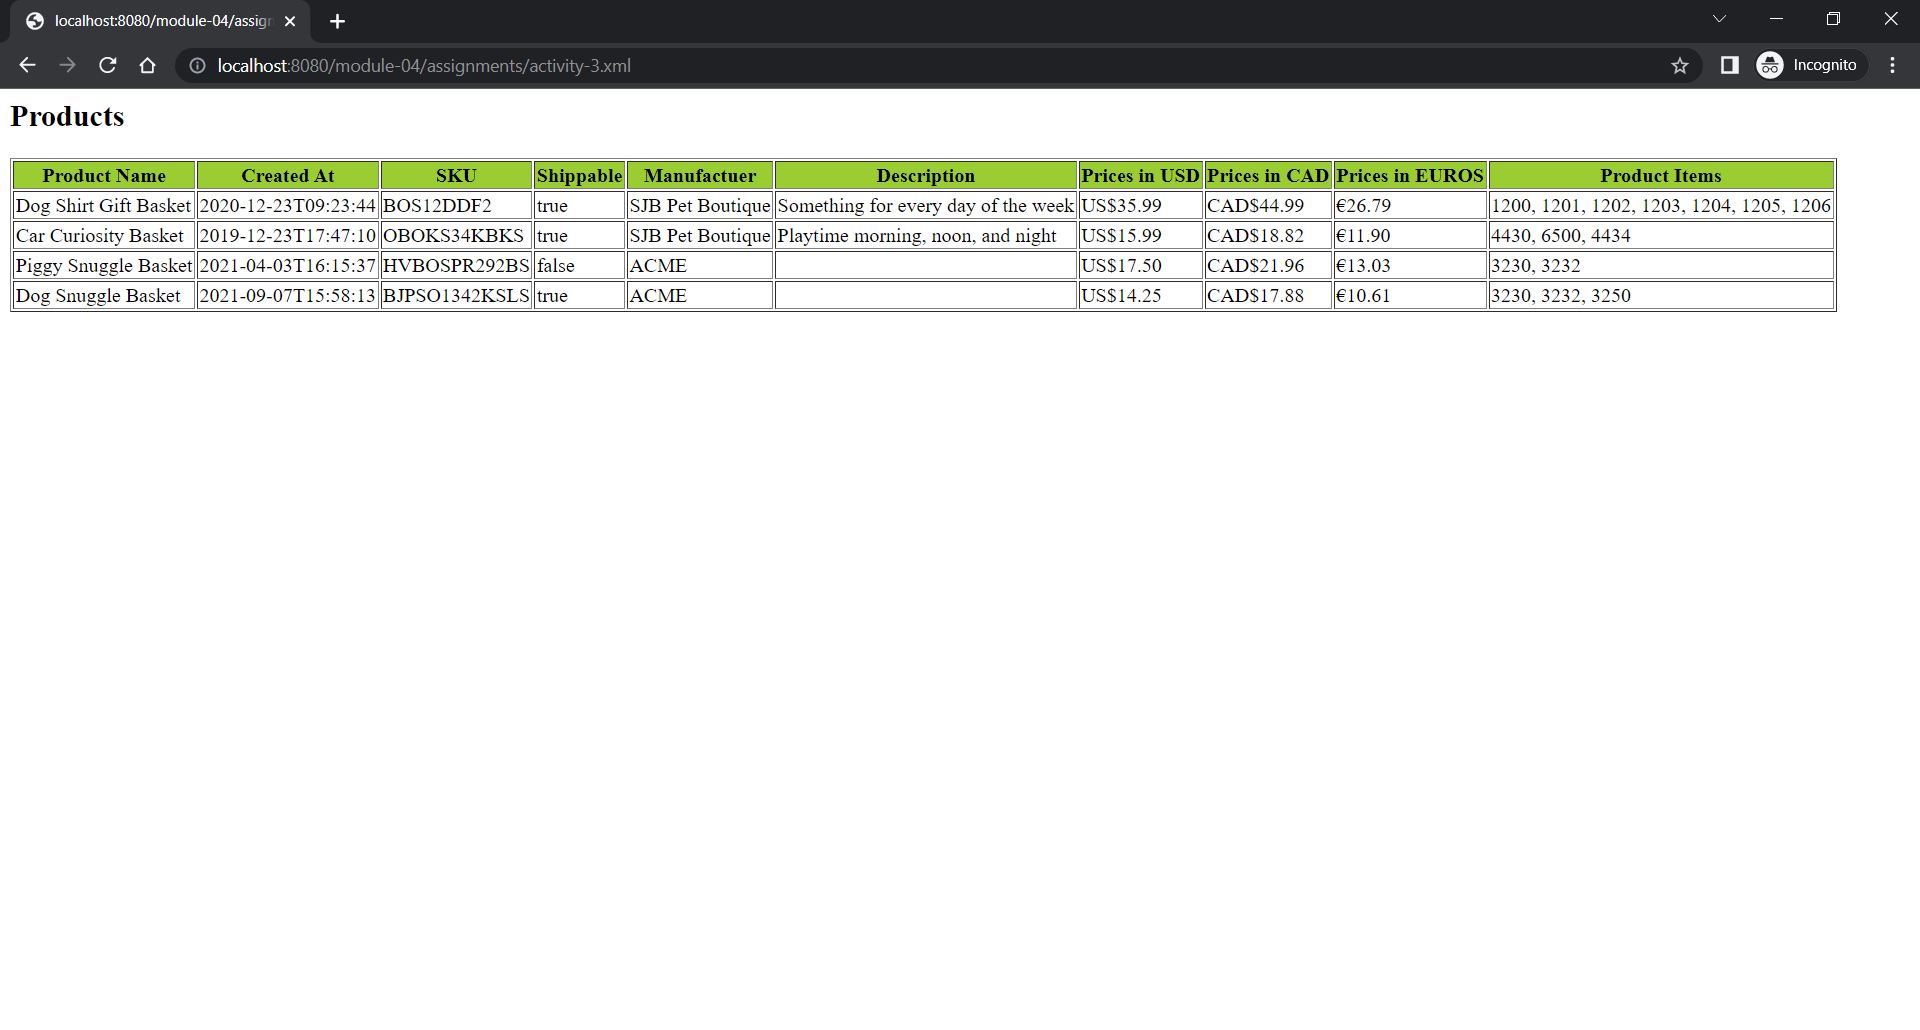 localhost:8080/module-04/assign
localhost:8080/module-04/assignments/activity-3.xml
Incognito
Products
Product Name Created At SKU Shippable Manufactuer Description Prices in USD Prices in CAD Prices in EUROS Product Items
Dog Shirt Gift Basket 2020-12-23T09:23:44 BOS12DDF2 true SJB Pet Boutique Something for every day of the week US$35.99 CAD$44.99 €26.79 1200, 1201, 1202, 1203, 1204, 1205, 1206
Car Curiosity Basket 2019-12-23T17:47:10 OBOKS34KBKS true SJB Pet Boutique Playtime morning, noon, and night US$15.99 CAD$18.82 €11.90 4430, 6500, 4434
Piggy Snuggle Basket 2021-04-03T16:15:37 HVBOSPR292BS false ACME US$17.50 CAD$21.96 €13.03 3230, 3232
Dog Snuggle Basket 2021-09-07T15:58:13 BJPSO1342KSLS true ACME US$14.25 CAD$17.88 €10.61 3230, 3232, 3250